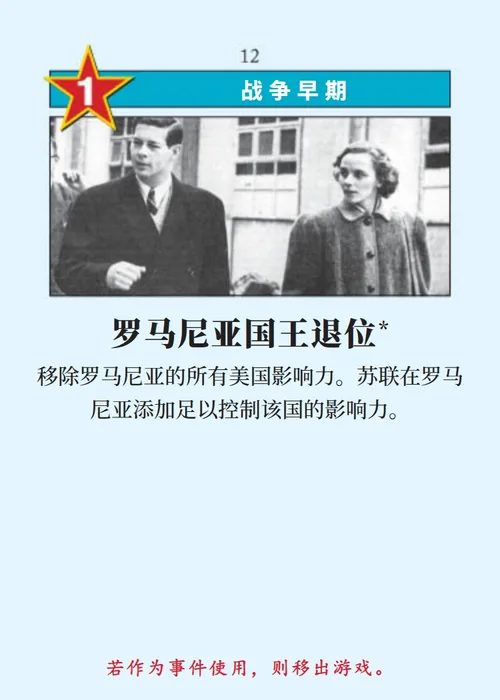 12
1
战争早期
罗马尼亚国王退位*
移除罗马尼亚的所有美国影响力。苏联在罗马
尼亚添加足以控制该国的影响力。
若作为事件使用，则移出游戏。